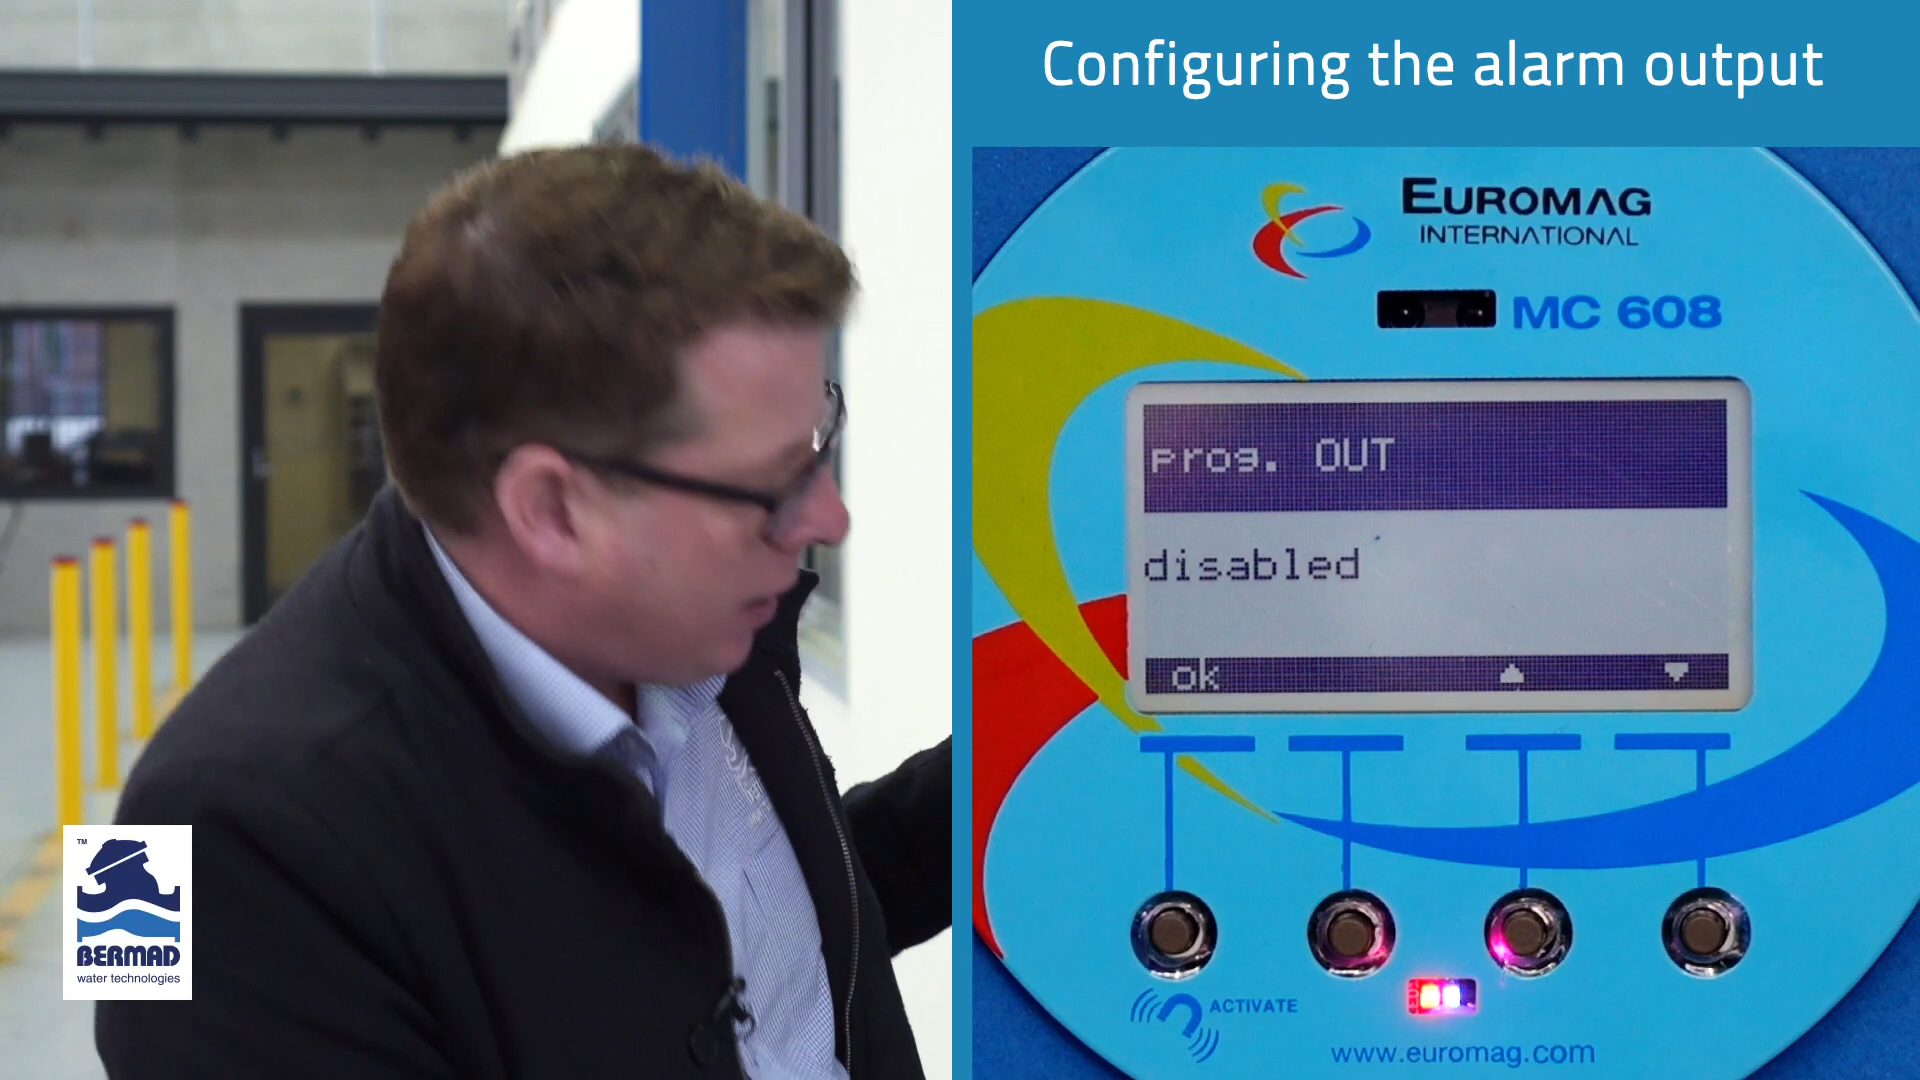 Configuring the alarm output
EUROMAG
INTERNATIONAL
MC 608
prog. OUT
disabled
ok
ACTIVATE
www.euromag.com
TM
BERMAD
water technologies